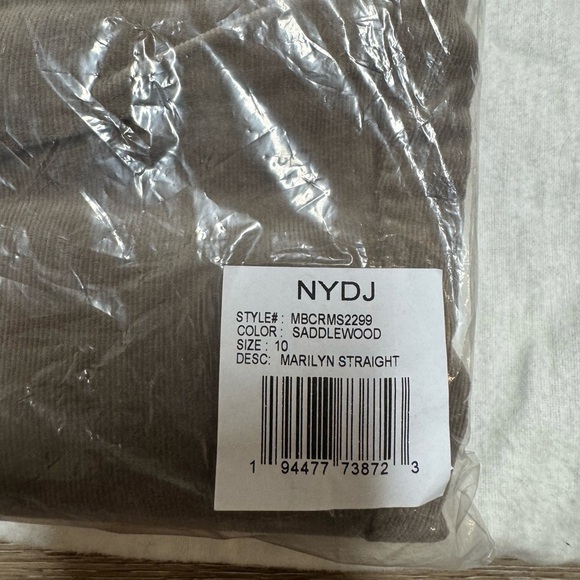 NYDJ
STYLE# : MBCRMS2299
COLOR : SADDLEWOOD
SIZE : 10
DESC: MARILYN STRAIGHT
1 94477 73872 3